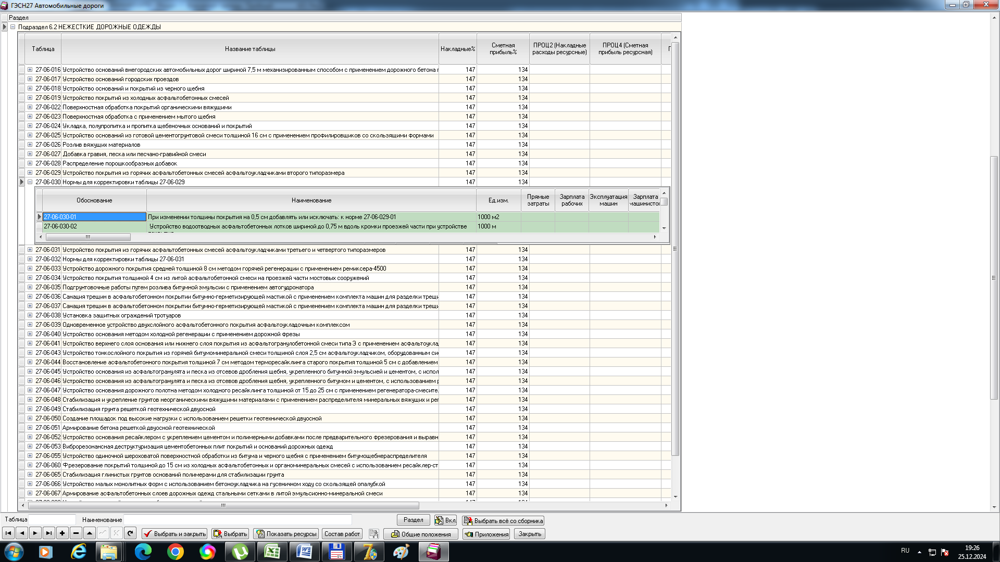 ГЭСН27 Автомобильные дороги
Раздел
Подраздел 6.2 НЕЖЕСТКИЕ ДОРОЖНЫЕ ОДЕЖДЫ
Таблица Название таблицы Накладные% Сметная прибыль% ПРОЦ2 (Накладные расходы ресурсные) ПРОЦ4 (Сметная прибыль ресурсная)
27-06-016 Устройство оснований внегородских автомобильных дорог шириной 7,5 м механизированным способом с применением дорожного бетона 147 134
27-06-017 Устройство оснований городских проездов 147 134
27-06-018 Устройство оснований и покрытий из черного щебня 147 134
27-06-019 Устройство покрытий из холодных асфальтобетонных смесей 147 134
27-06-022 Поверхностная обработка покрытий органическими вяжущими 147 134
27-06-023 Поверхностная обработка с применением мытого щебня 147 134
27-06-024 Укладка, полупропитка и пропитка щебеночных оснований и покрытий 147 134
27-06-025 Устройство оснований из готовой цементогрунтовой смеси толщиной 16 см с применением профилировщиков со скользящими формами 147 134
27-06-026 Розлив вяжущих материалов 147 134
27-06-027 Добавка гравия, песка или песчано-гравийной смеси 147 134
27-06-028 Распределение порошкообразных добавок 147 134
27-06-029 Устройство покрытия из горячих асфальтобетонных смесей асфальтоукладчиками второго типоразмера 147 134
27-06-030 Нормы для корректировки таблицы 27-06-029 147 134
Обоснование Наименование Ед.изм. Прямые затраты Зарплата рабочих Эксплуатация машин Зарплата машинистов
27-06-030-01 При изменении толщины покрытия на 0,5 см добавлять или исключать: к норме 27-06-029-01 1000 м2
27-06-030-02 Устройство водоотводных асфальтобетонных лотков шириной до 0,75 м вдоль кромки проезжей части при устройстве 1000 м
27-06-031 Устройство покрытия из горячих асфальтобетонных смесей асфальтоукладчиками третьего и четвертого типоразмеров 147 134
27-06-032 Нормы для корректировки таблицы 27-06-031 147 134
27-06-033 Устройство дорожного покрытия средней толщиной 8 см методом горячей регенерации с применением ремиксера-4500 147 134
27-06-034 Устройство покрытия толщиной 4 см из литой асфальтобетонной смеси на проезжей части мостовых сооружений 147 134
27-06-035 Подгрунтовочные работы путем розлива битумной эмульсии с применением автогудронатора 147 134
27-06-036 Санация трещин в асфальтобетонном покрытии битумно-герметизирующей мастикой с применением комплекта машин для разделки трещи 147 134
27-06-037 Санация трещин в асфальтобетонном покрытии битумно-герметизирующей мастикой с применением комплекта машин для разделки трещи 147 134
27-06-038 Установка защитных ограждений тротуаров 147 134
27-06-039 Одновременное устройство двухслойного асфальтобетонного покрытия асфальтоукладочным комплексом 147 134
27-06-040 Устройство основания методом холодной регенерации с применением дорожной фрезы 147 134
27-06-041 Устройство верхнего слоя основания или нижнего слоя покрытия из асфальтогранулобетонной смеси типа Э с применением асфальтоукла 147 134
27-06-043 Устройство тонкослойного покрытия из горячей битумоминеральной смеси толщиной слоя 2,5 см асфальтоукладчиком, оборудованным си 147 134
27-06-044 Восстановление асфальтобетонного покрытия толщиной 7 см методом терморесайклинга старого покрытия толщиной 5 см с добавлением 147 134
27-06-045 Устройство основания из асфальтогранулята и песка из отсевов дробления щебня, укрепленного битумной эмульсией и цементом, с испол 147 134
27-06-046 Устройство основания из асфальтогранулята и песка из отсевов дробления щебня, укрепленного битумом и цементом, с использованием 147 134
27-06-047 Устройство основания дорожного полотна методом холодного ресайклинга толщиной от 15 до 25 см с применением регенератора-смесите. 147 134
27-06-048 Стабилизация и укрепление грунтов неорганическими вяжущими материалами с применением распределителя минеральных вяжущих и рег 147 134
27-06-049 Стабилизация грунта решеткой геотехнической двуосной 147 134
27-06-050 Создание площадок под высокие нагрузки с использованием решетки геотехнической двуосной 147 134
27-06-051 Армирование бетона решеткой двуосной геотехнической 147 134
27-06-052 Устройство основания ресайклером с укреплением цементом и полимерными добавками после предварительного фрезерования и выравн 147 134
27-06-053 Виброрезонансная деструктуризация цементобетонных плит покрытий и оснований дорожных одежд 147 134
27-06-055 Устройство одиночной шероховатой поверхностной обработки из битума и черного щебня с применением битумощебнераспределителя 147 134
27-06-060 Фрезерование покрытий толщиной до 15 см из холодных асфальтобетонных и органоминеральных смесей с использованием ресайклер-ст 147 134
27-06-065 Стабилизация глинистых грунтов оснований полимерами для стабилизации грунта 147 134
27-06-066 Устройство малых монолитных форм с использованием бетоноукладчика на гусеничном ходу со скользящей опалубкой 147 134
27-06-067 Армирование асфальтобетонных слоев дорожных одежд стальными сетками в литой эмульсионно-минеральной смеси 147 134
Таблица Наименование Раздел Вкл. Выбрать всё со сборника
Выбрать и закрыть Выбрать Показать ресурсы Состав работ Общие положения Приложения Закрыть
RU 19:26
25.12.2024